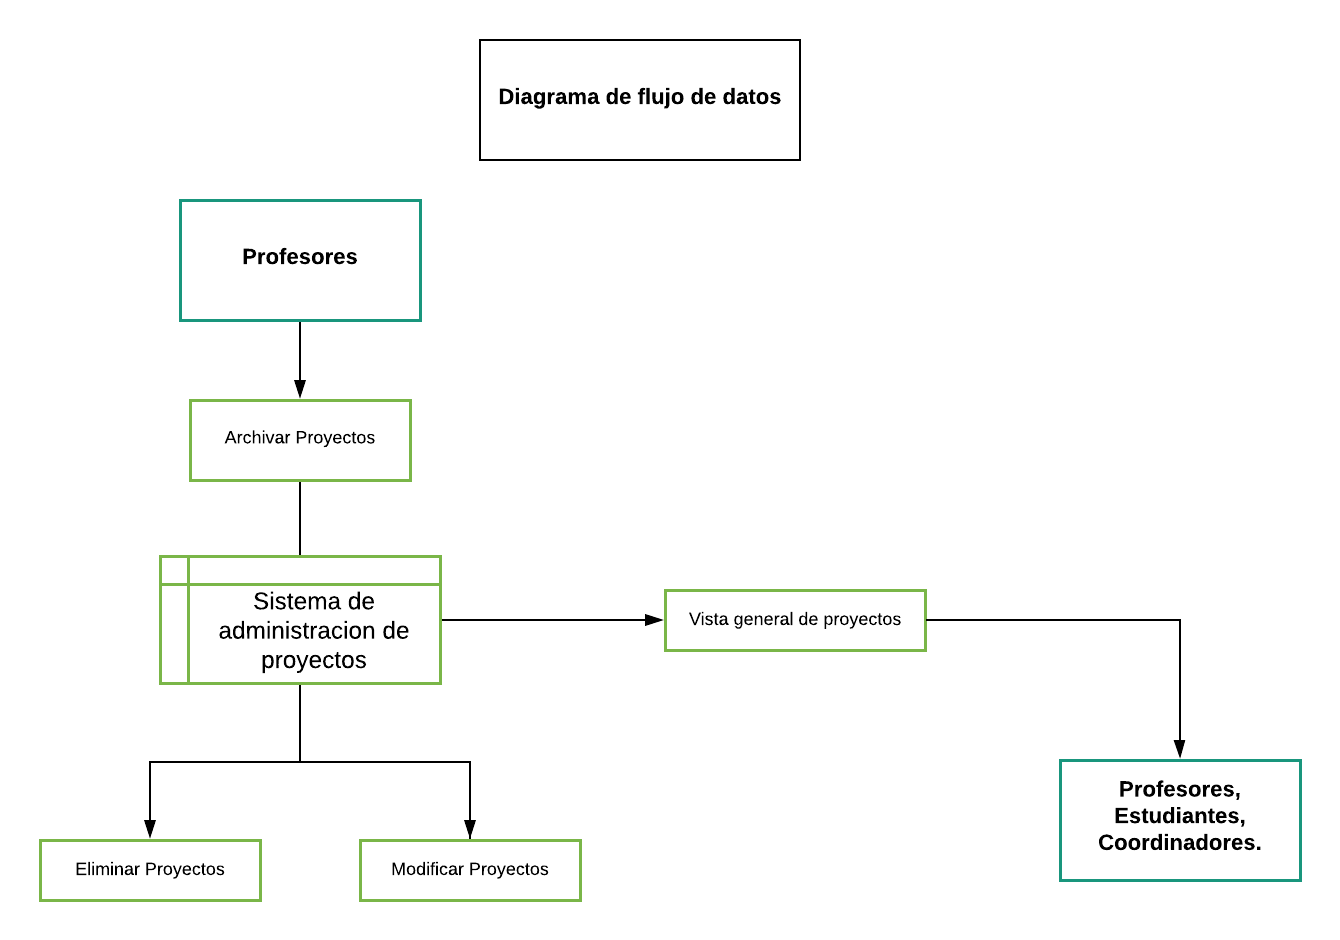 Diagrama de flujo de datos
Profesores
Archivar Proyectos
Sistema de
administracion de
proyectos
Vista general de proyectos
Profesores,
Estudiantes,
Coordinadores.
Eliminar Proyectos
Modificar Proyectos